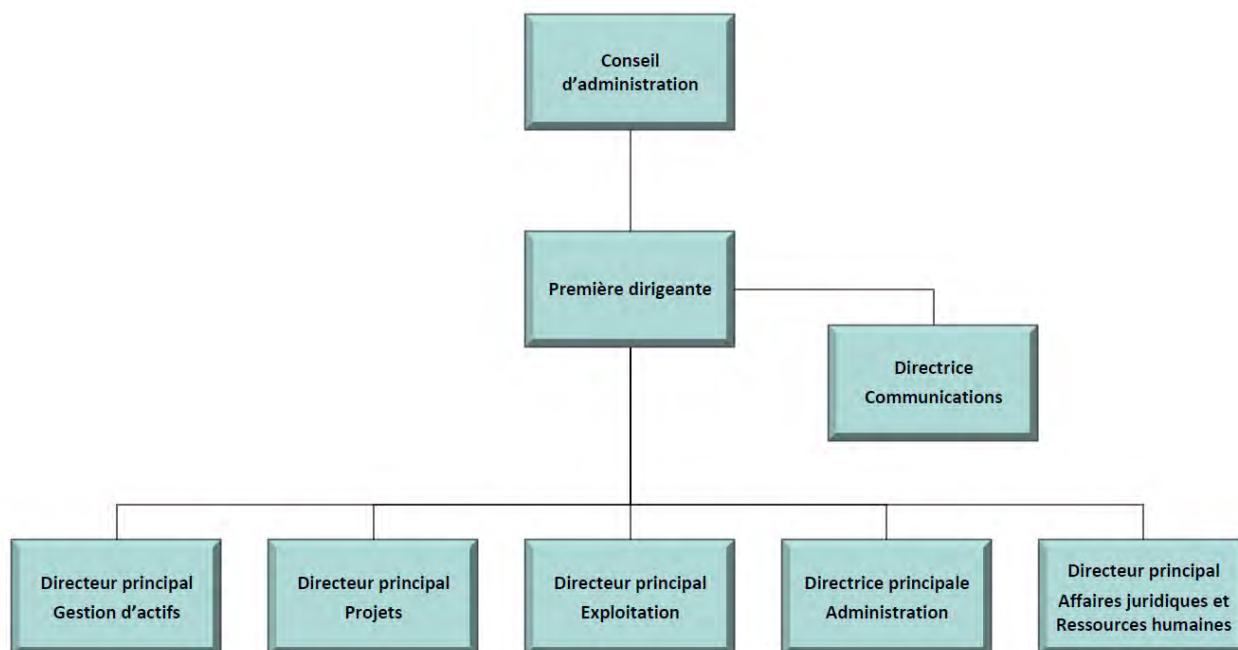 Conseil
d’administration
Première dirigeante
Directrice
Communications
Directeur principal
Gestion d’actifs
Directeur principal
Projets
Directeur principal
Exploitation
Directrice principale
Administration
Directeur principal
Affaires juridiques et
Ressources humaines